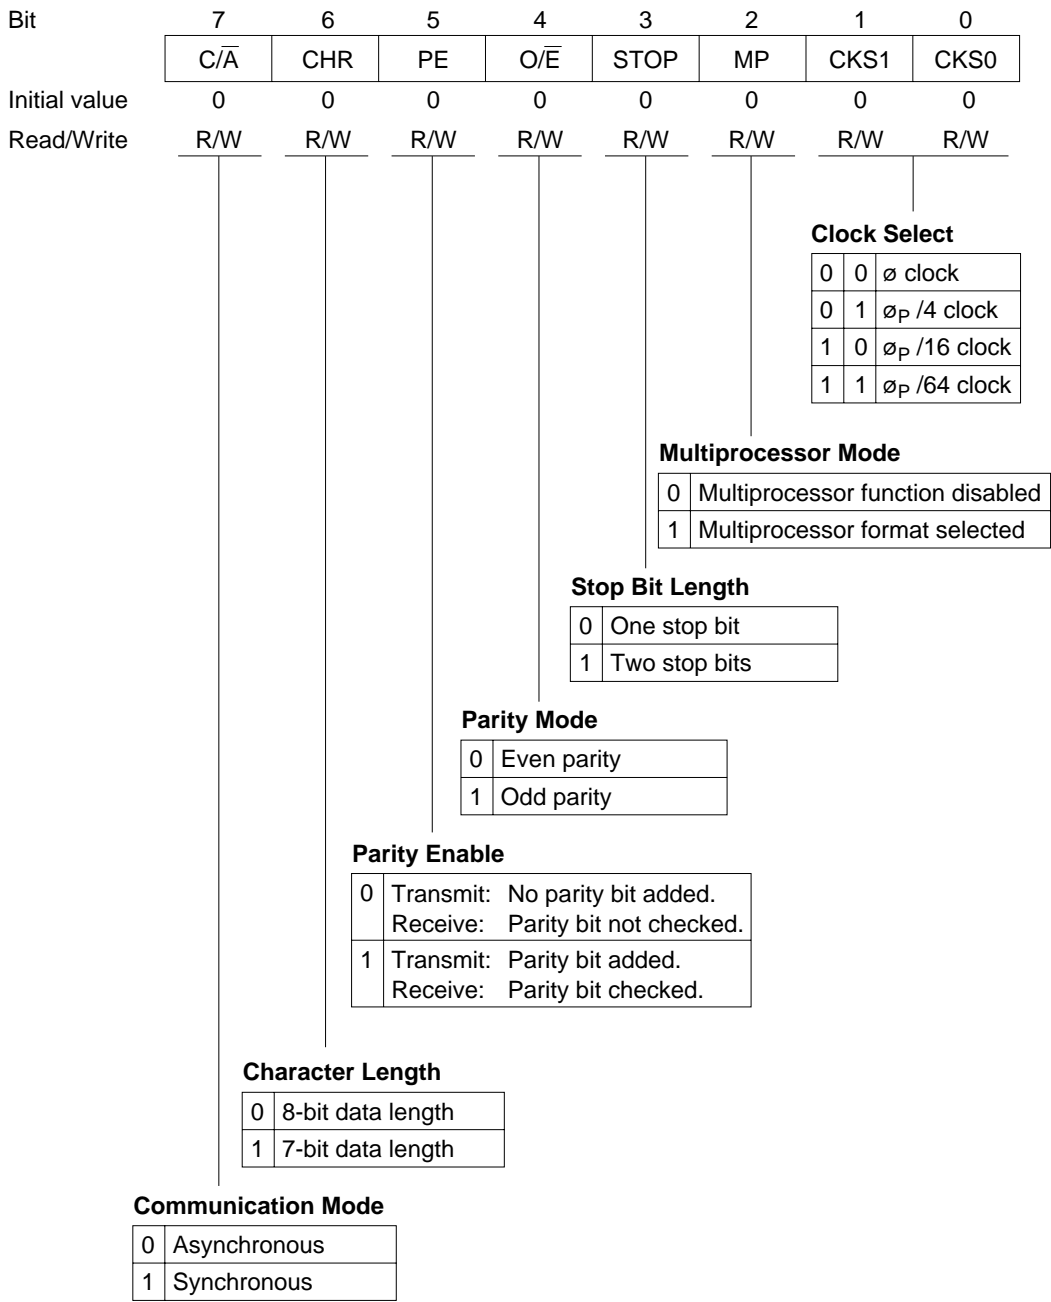 Bit 7 6 5 4 3 2 1 0
C/A̅ CHR PE O/E̅ STOP MP CKS1 CKS0
Initial value 0 0 0 0 0 0 0 0
Read/Write R/W R/W R/W R/W R/W R/W R/W R/W
Clock Select
0 0 ø clock
0 1 øP /4 clock
1 0 øP /16 clock
1 1 øP /64 clock
Multiprocessor Mode
0 Multiprocessor function disabled
1 Multiprocessor format selected
Stop Bit Length
0 One stop bit
1 Two stop bits
Parity Mode
0 Even parity
1 Odd parity
Parity Enable
0 Transmit: No parity bit added.
Receive: Parity bit not checked.
1 Transmit: Parity bit added.
Receive: Parity bit checked.
Character Length
0 8-bit data length
1 7-bit data length
Communication Mode
0 Asynchronous
1 Synchronous